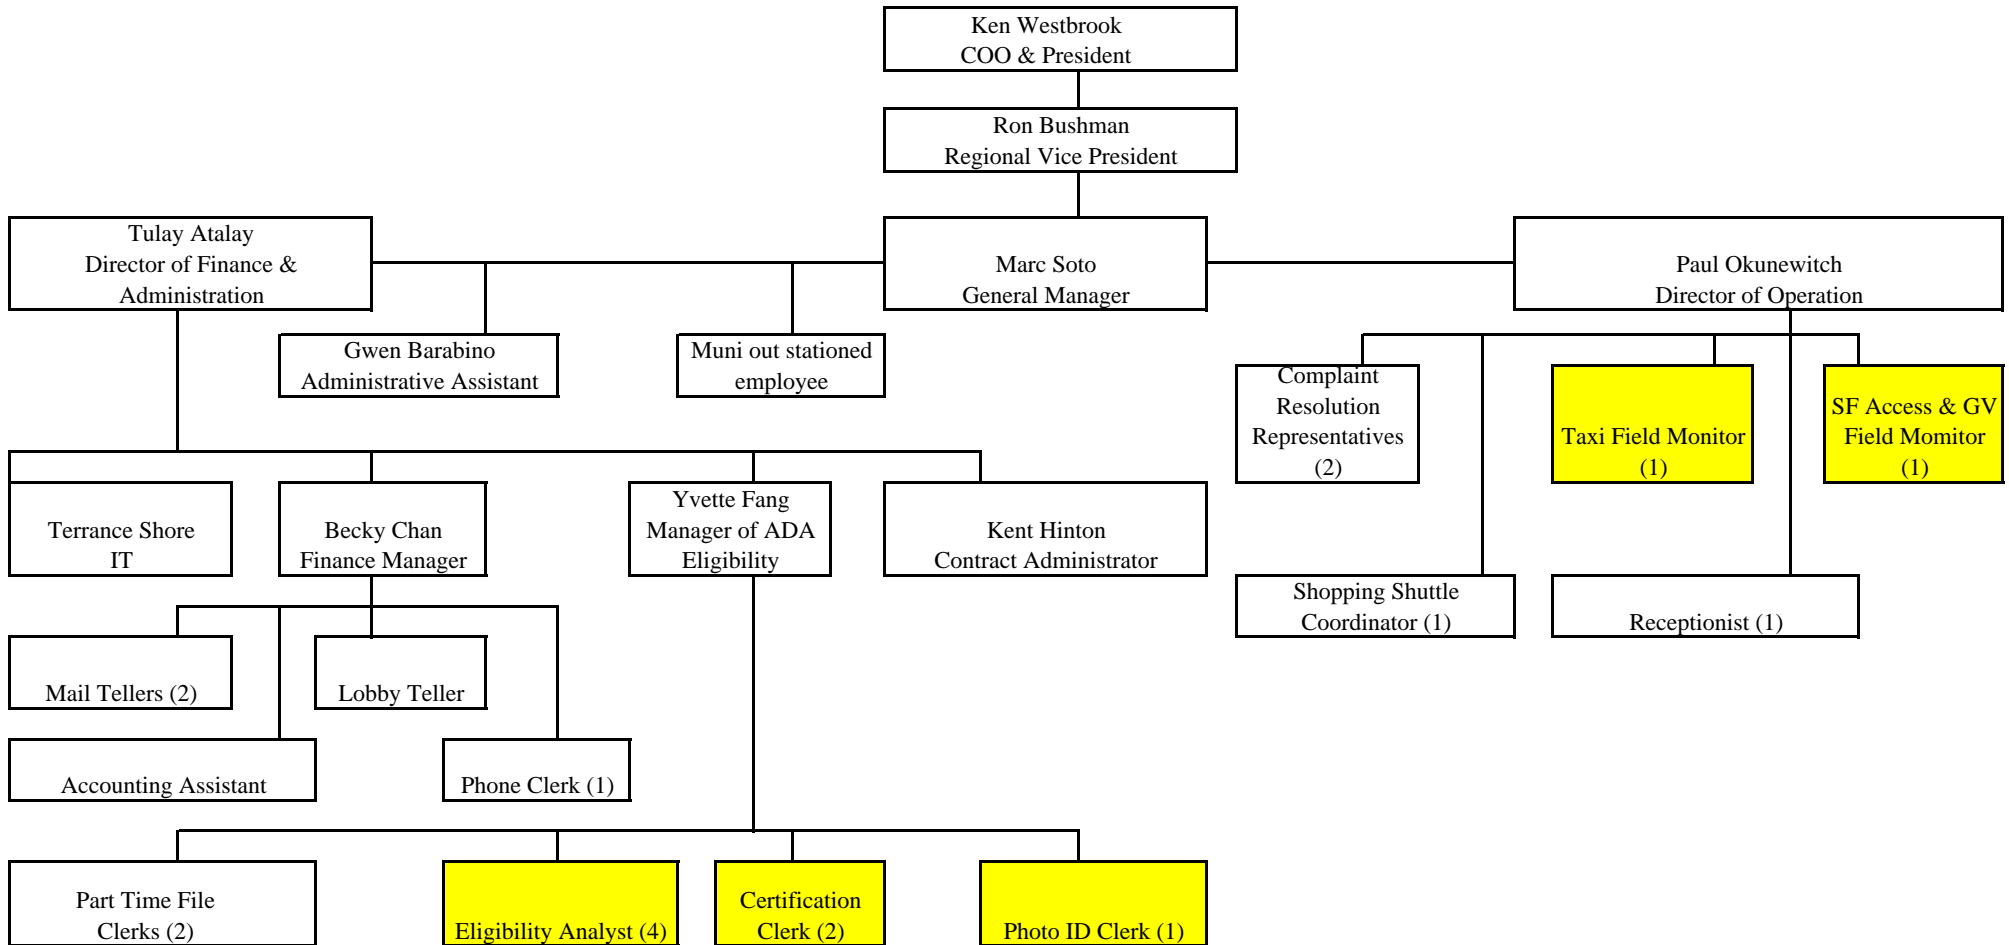 Ken Westbrook
COO & President
Ron Bushman
Regional Vice President
Tulay Atalay
Director of Finance &
Administration
Marc Soto
General Manager
Paul Okunewitch
Director of Operation
Gwen Barabino
Administrative Assistant
Muni out stationed
employee
Complaint
Resolution
Representatives
(2)
Taxi Field Monitor
(1)
SF Access & GV
Field Momitor
(1)
Terrance Shore
IT
Becky Chan
Finance Manager
Yvette Fang
Manager of ADA
Eligibility
Kent Hinton
Contract Administrator
Shopping Shuttle
Coordinator (1)
Receptionist (1)
Mail Tellers (2)
Lobby Teller
Accounting Assistant
Phone Clerk (1)
Part Time File
Clerks (2)
Eligibility Analyst (4)
Certification
Clerk (2)
Photo ID Clerk (1)